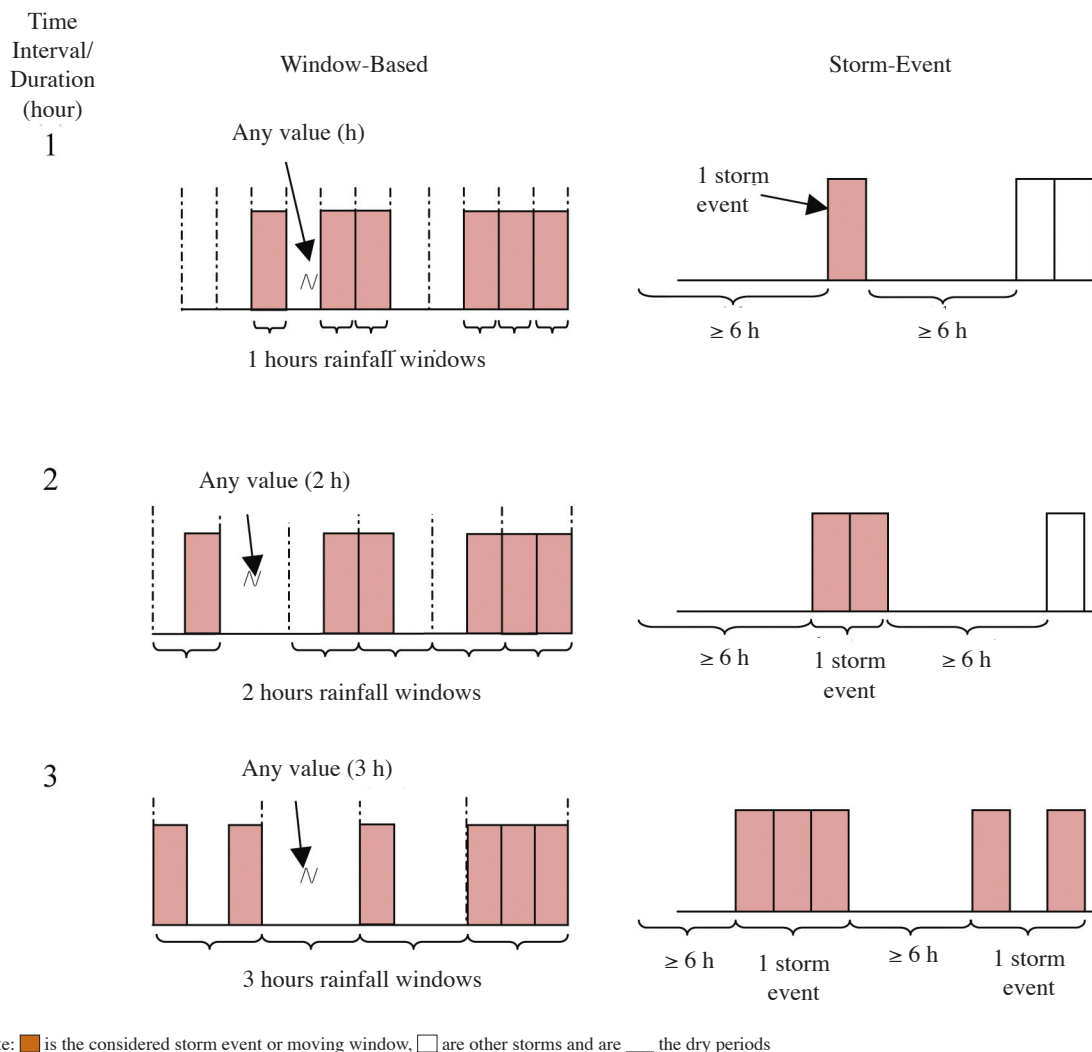 Time
Interval/
Duration
(hour)
Window-Based
Storm-Event
1
Any value (h)
1 storm
event
≥ 6 h
≥ 6 h
1 hours rainfall windows
2
Any value (2 h)
≥ 6 h
1 storm
event
≥ 6 h
2 hours rainfall windows
3
Any value (3 h)
≥ 6 h
1 storm
event
≥ 6 h
1 storm
event
3 hours rainfall windows
te: is the considered storm event or moving window, are other storms and are ___ the dry periods